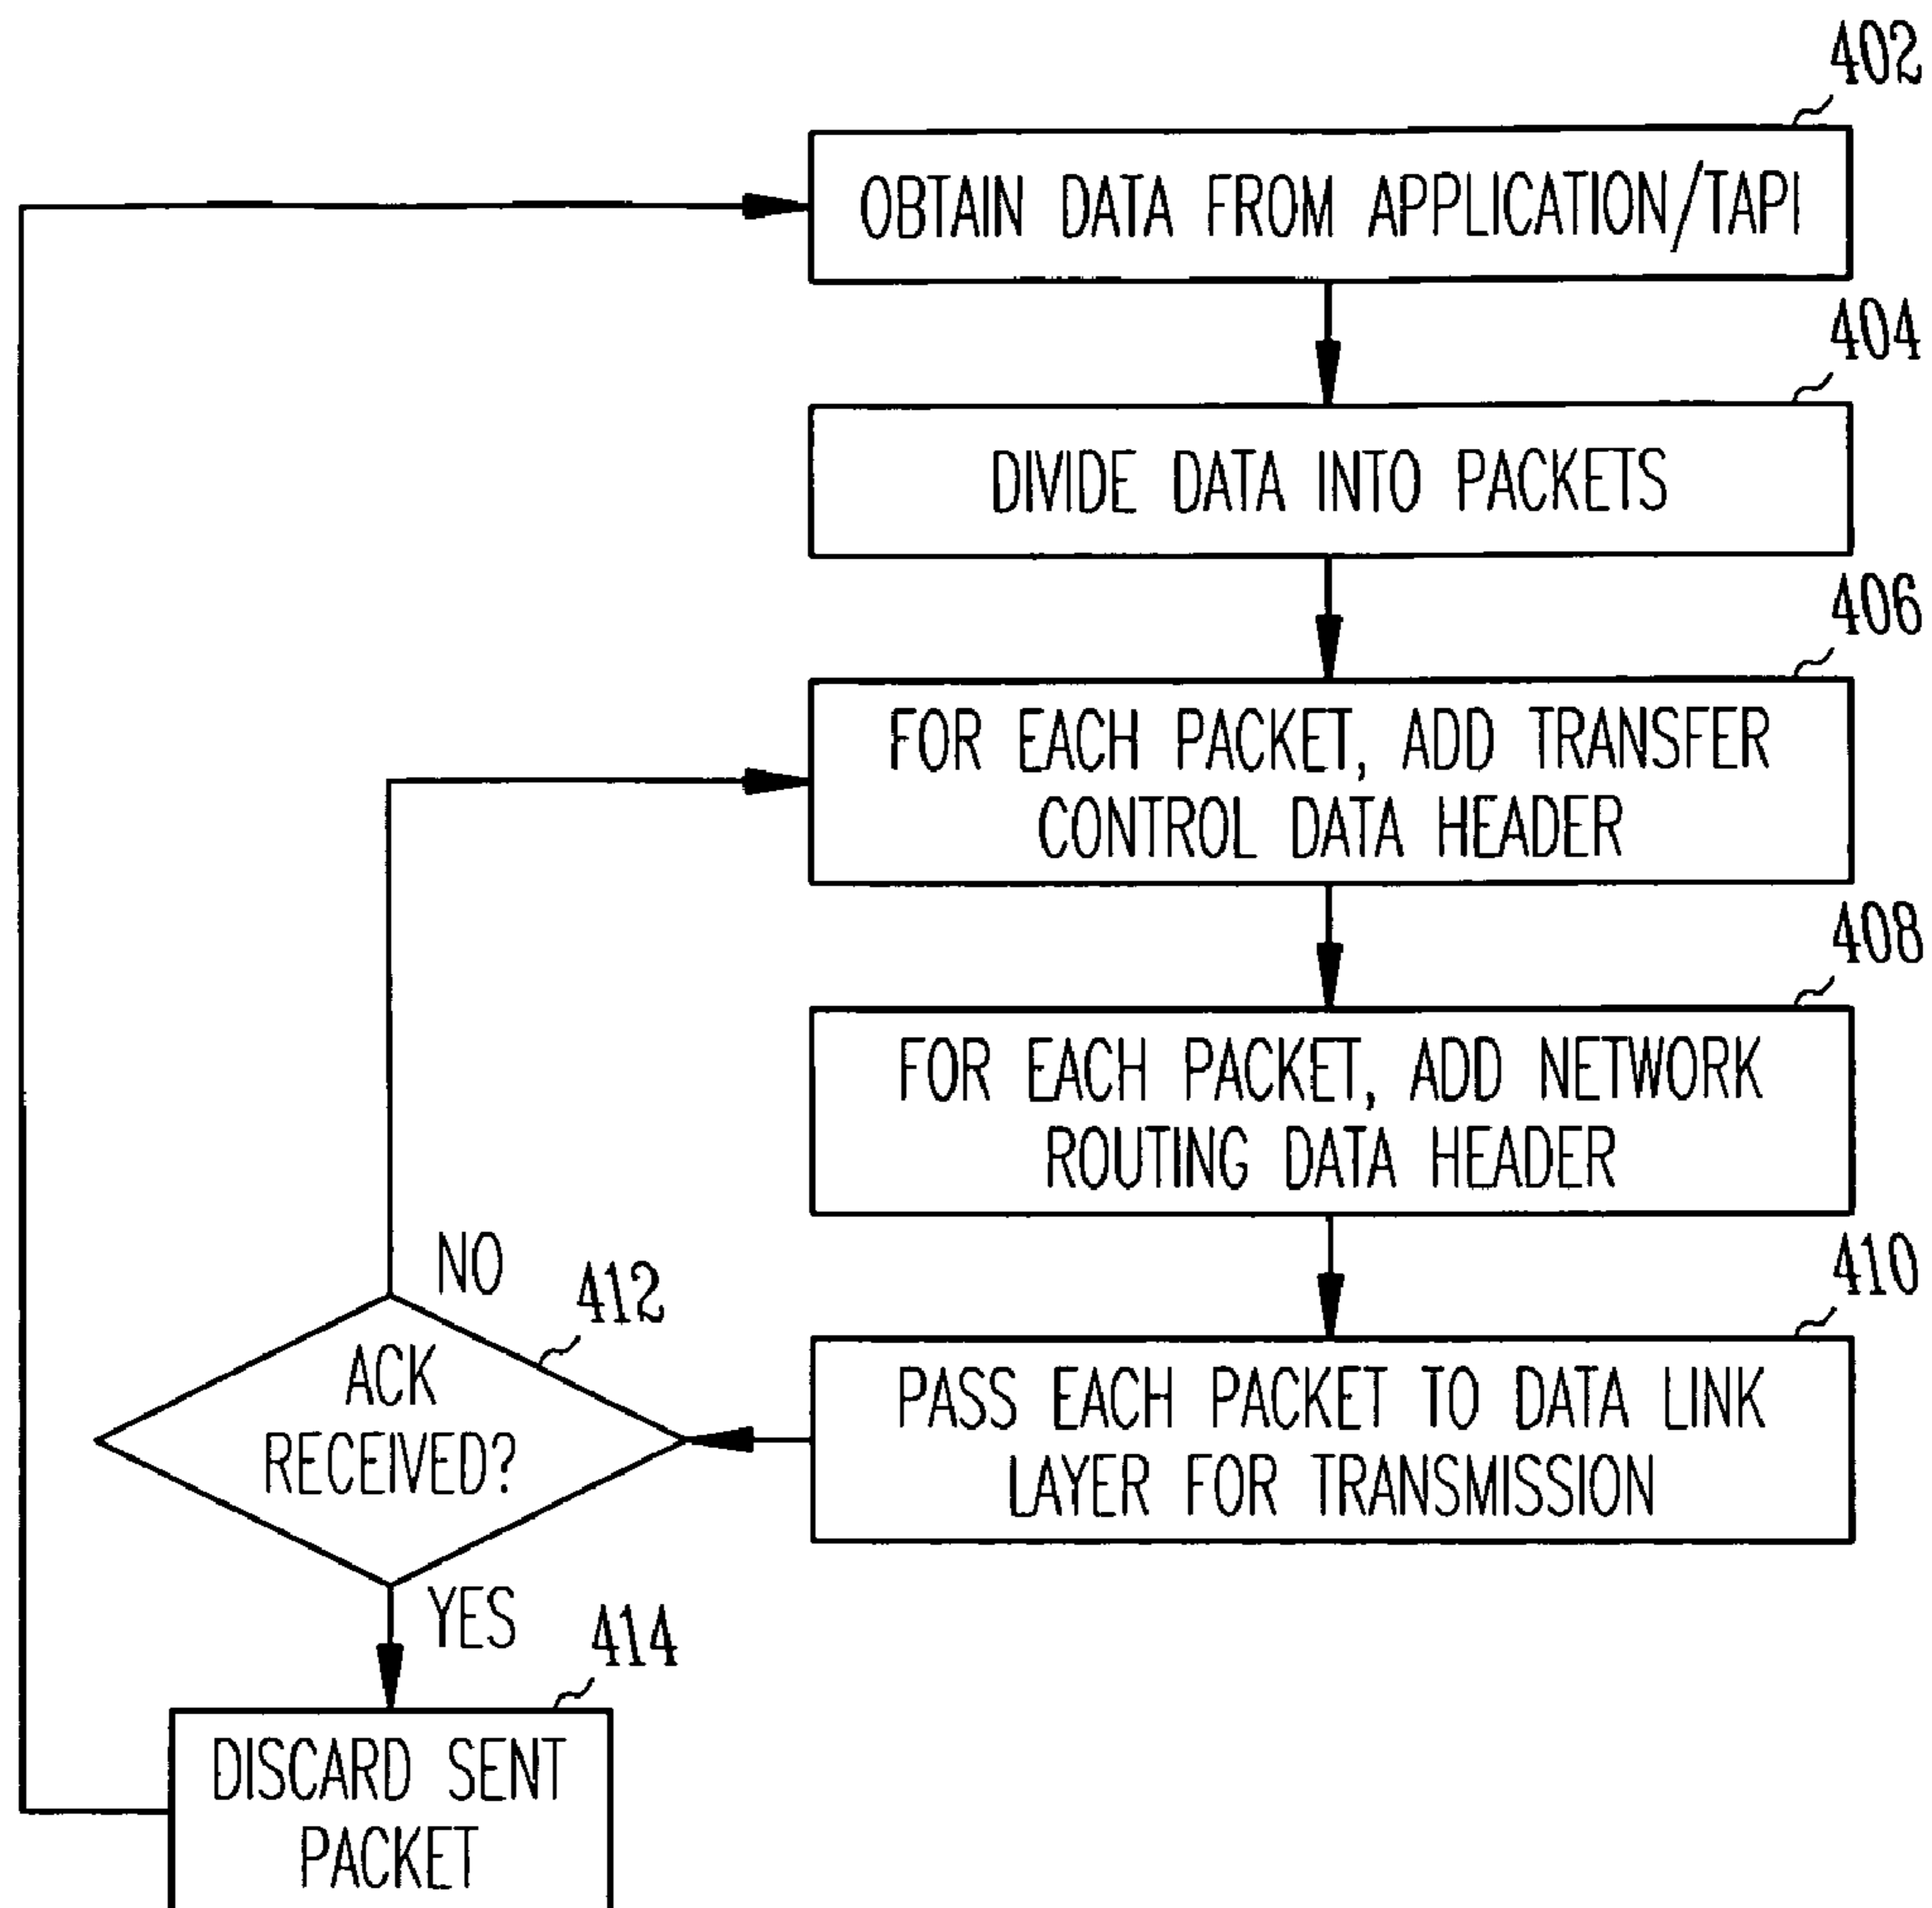 402
OBTAIN DATA FROM APPLICATION/TAPI
404
DIVIDE DATA INTO PACKETS
406
FOR EACH PACKET, ADD TRANSFER
CONTROL DATA HEADER
408
FOR EACH PACKET, ADD NETWORK
ROUTING DATA HEADER
410
PASS EACH PACKET TO DATA LINK
LAYER FOR TRANSMISSION
NO
412
ACK
RECEIVED?
YES
414
DISCARD SENT
PACKET